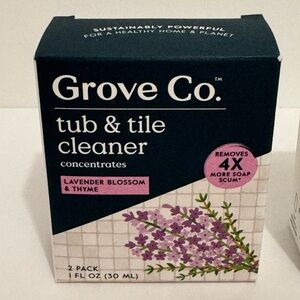 SUSTAINABLY POWERFUL
FOR A HEALTHY HOME & PLANET
Grove Co.™
tub & tile
cleaner
concentrates
LAVENDER BLOSSOM
& THYME
REMOVES
4X
MORE SOAP
SCUM*
2 PACK
1 FL OZ (30 ML)